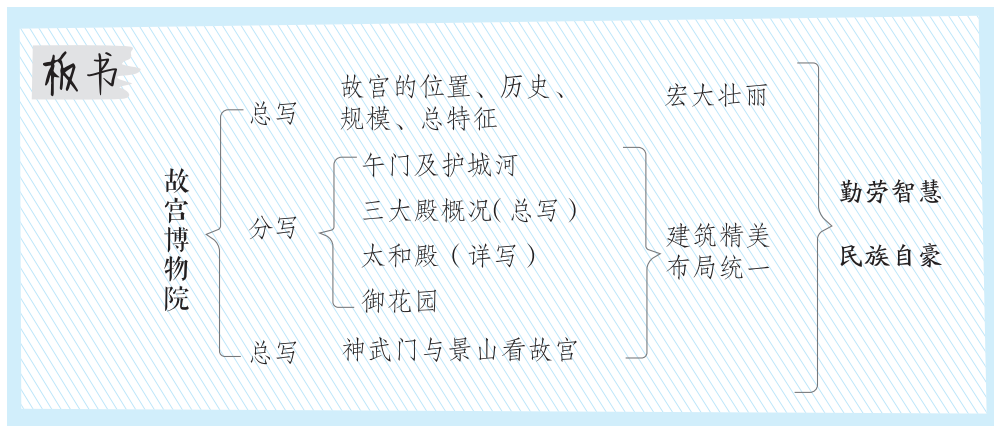 板书
故宫博物院
总写
故宫的位置、历史、
规模、总特征
宏大壮丽
分写
午门及护城河
三大殿概况(总写)
太和殿(详写)
御花园
建筑精美
布局统一
总写
神武门与景山看故宫
勤劳智慧
民族自豪